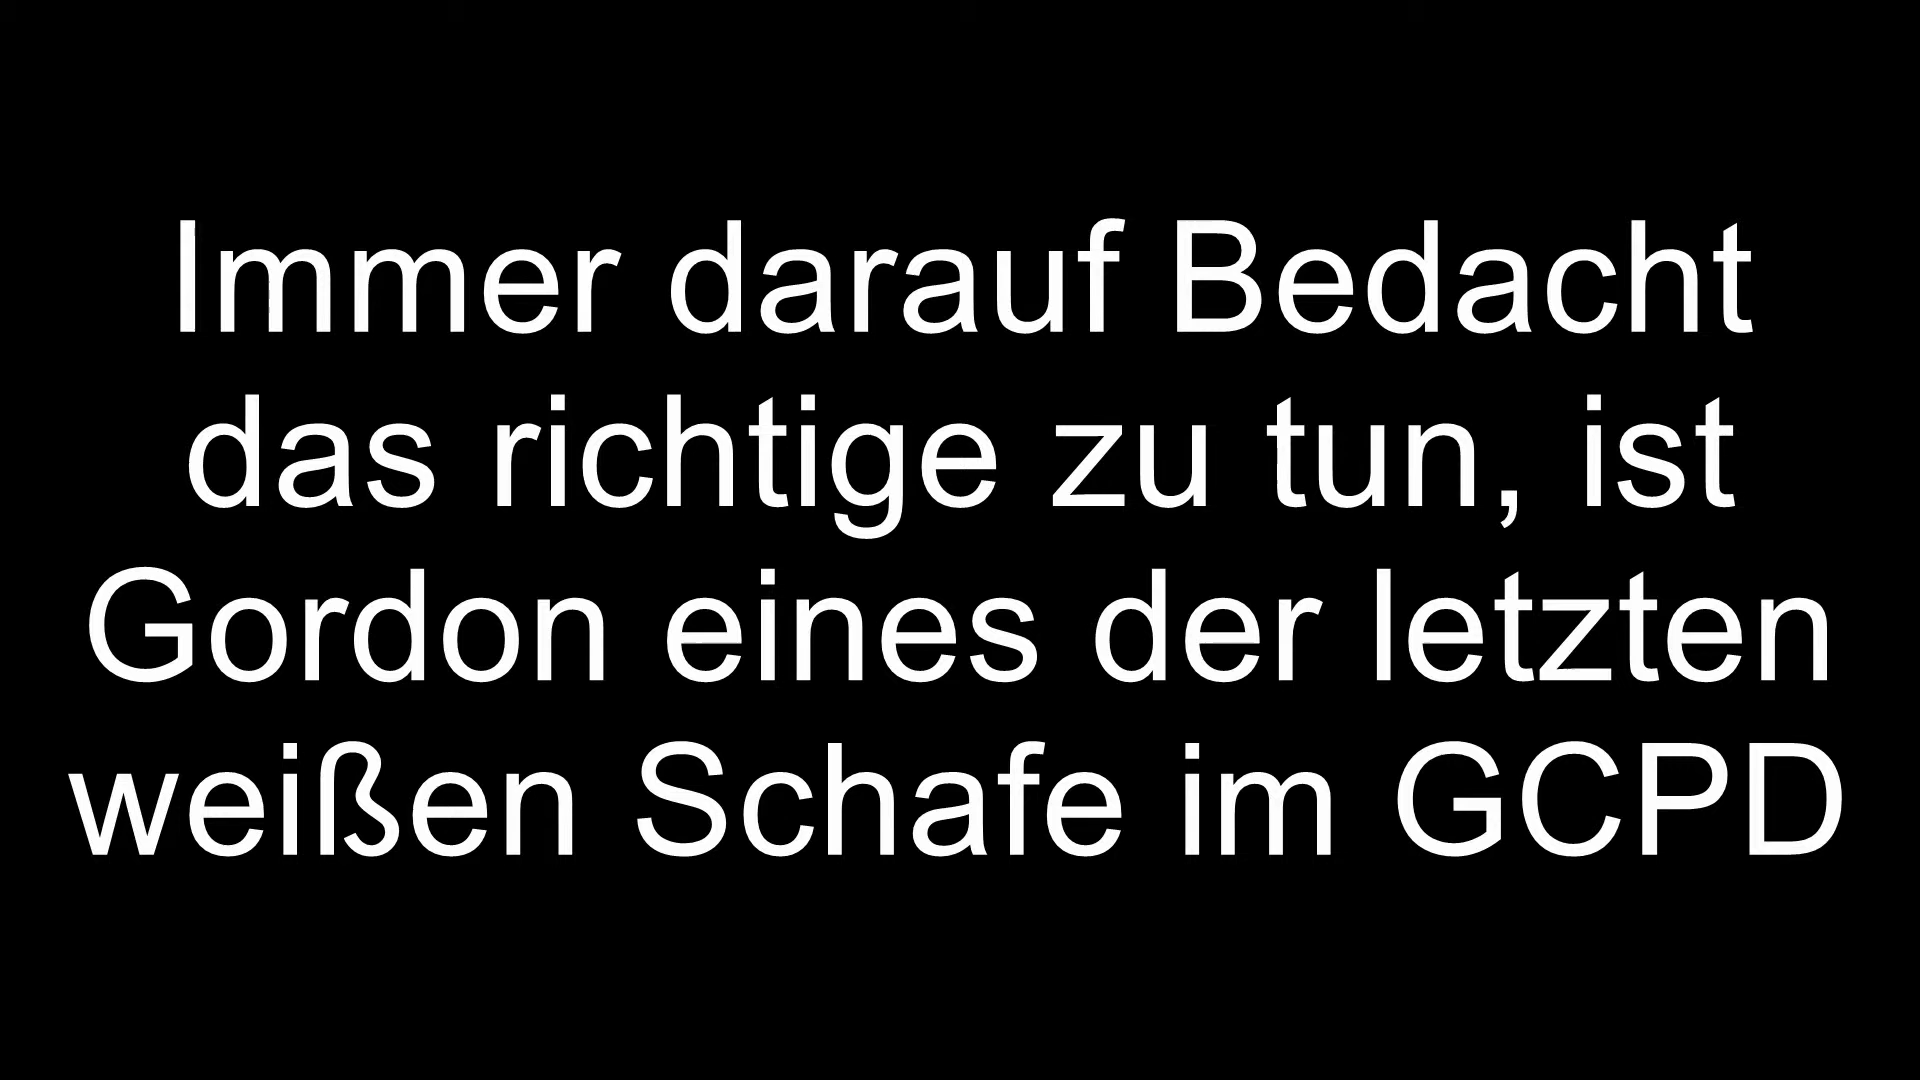 Immer darauf Bedacht
das richtige zu tun, ist
Gordon eines der letzten
weißen Schafe im GCPD